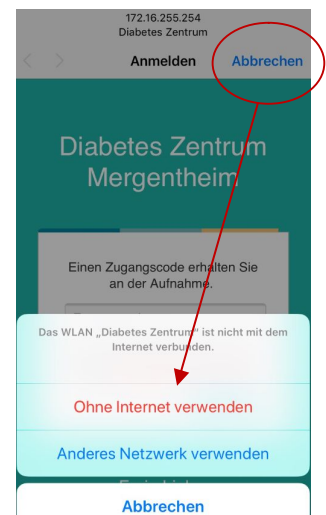 172.16.255.254
Diabetes Zentrum
Anmelden Abbrechen
Diabetes Zentrum
Mergentheim
Einen Zugangscode erhalten Sie
an der Aufnahme.
Das WLAN „Diabetes Zentrum“ ist nicht mit dem
Internet verbunden.
Ohne Internet verwenden
Anderes Netzwerk verwenden
Abbrechen